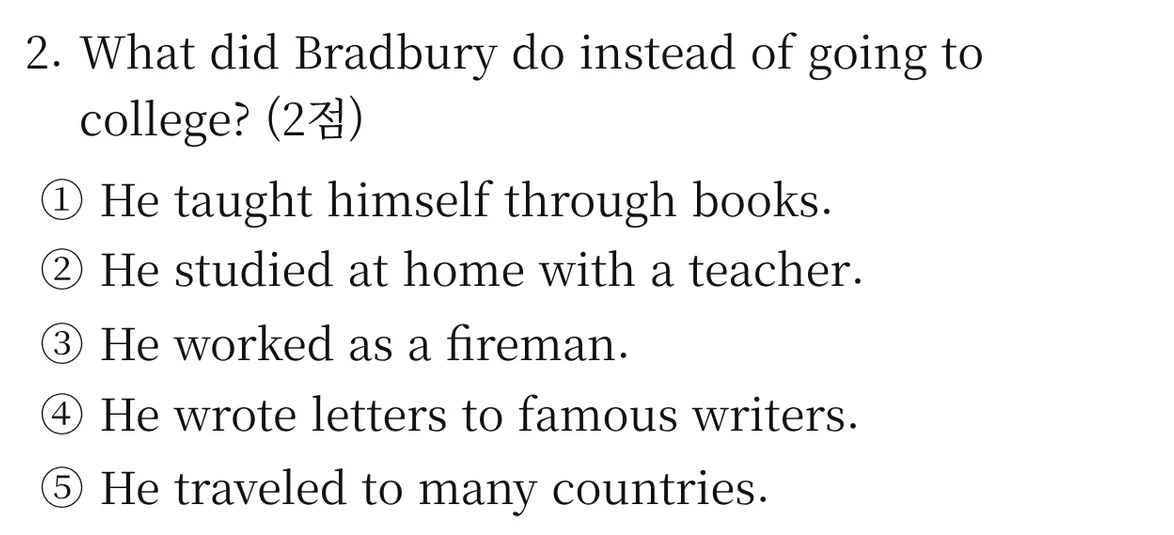 2. What did Bradbury do instead of going to
college? (2점)
① He taught himself through books.
② He studied at home with a teacher.
③ He worked as a fireman.
④ He wrote letters to famous writers.
⑤ He traveled to many countries.